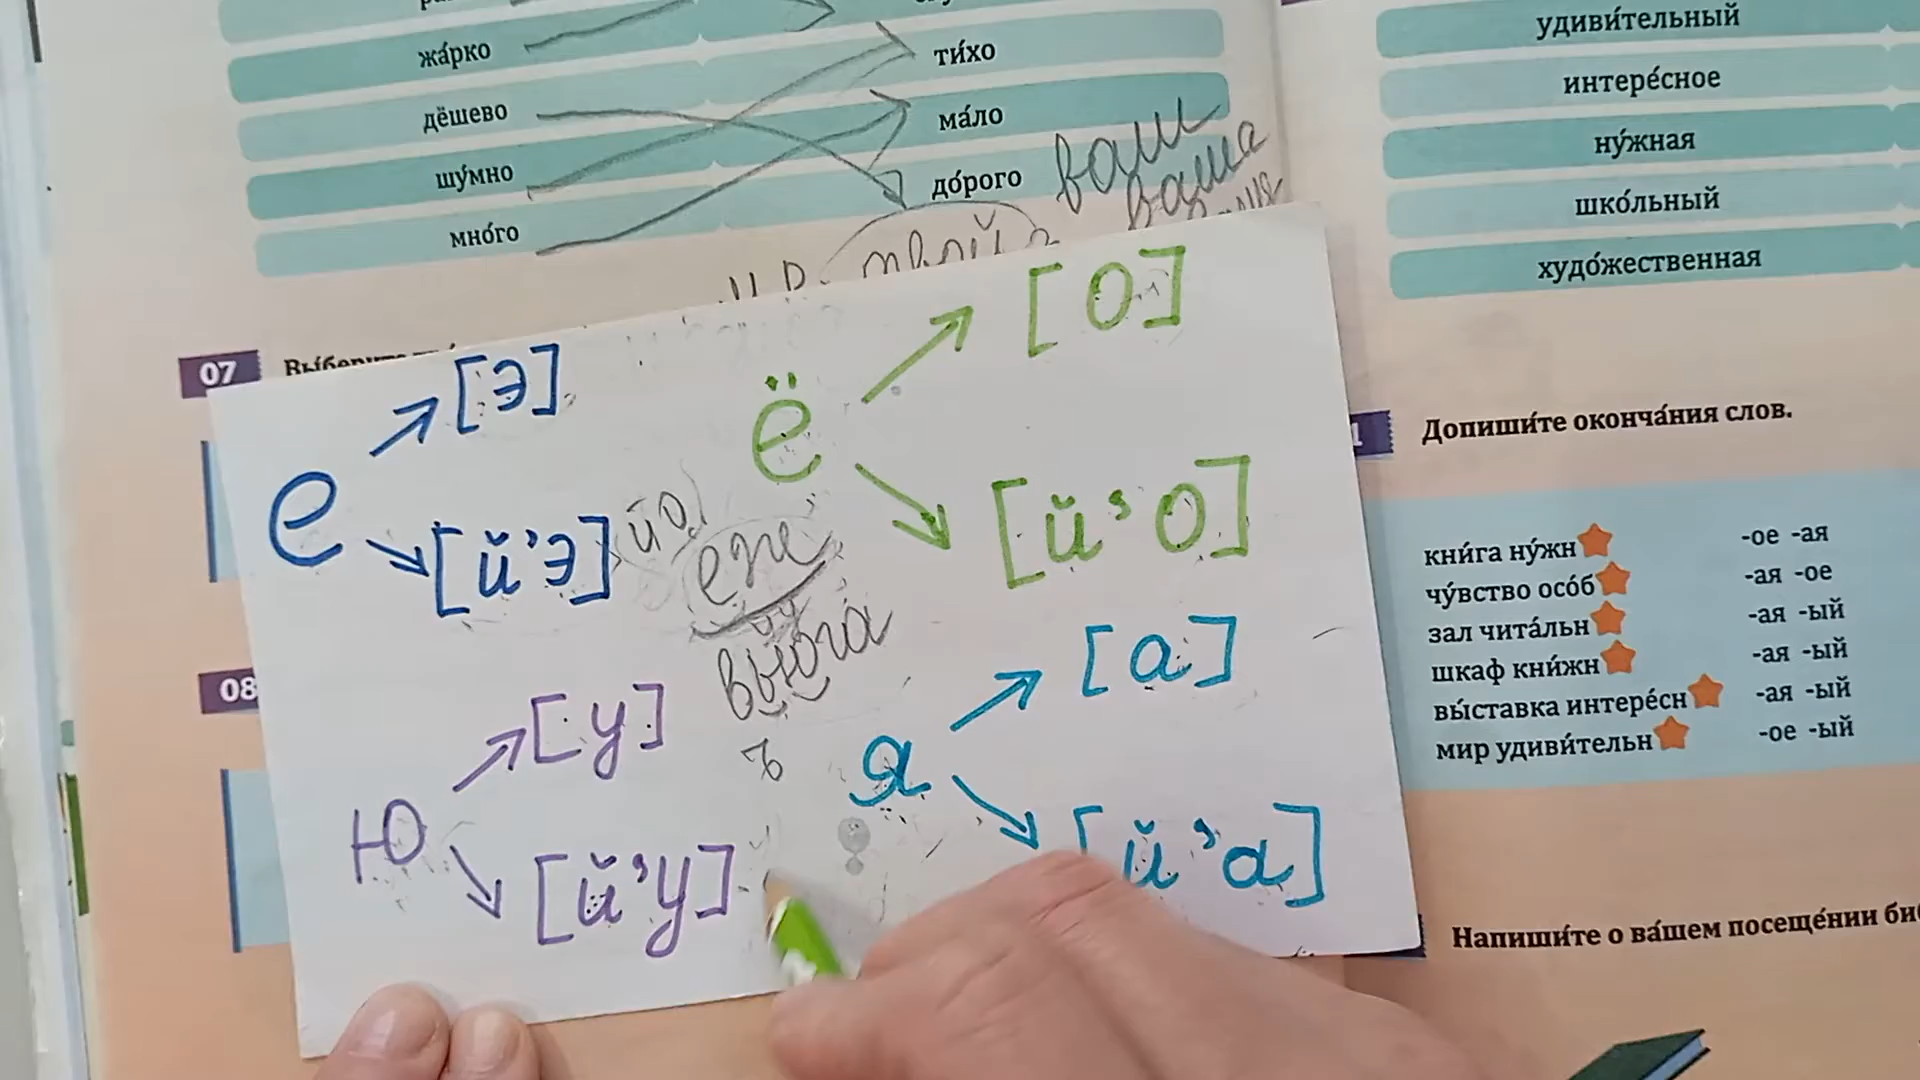 жа́рко
ти́хо
дёшево
ма́ло
шу́мно
до́рого
мно́го
ваш
ваша
твой
удиви́тельный
интере́сное
ну́жная
шко́льный
худо́жественная
07
е
[э]
[й’э]
йо
еже
вьюга
ъ
ё
[о]
[й’о]
08
ю
[у]
[й’у]
я
[а]
[й’а]
Допиши́те оконча́ния слов.
кни́га ну́жн -ое -ая
чу́вство осо́б -ая -ое
зал чита́льн -ая -ый
шкаф кни́жн -ая -ый
вы́ставка интере́сн -ая -ый
мир удиви́тельн -ое -ый
Напиши́те о ва́шем посеще́нии